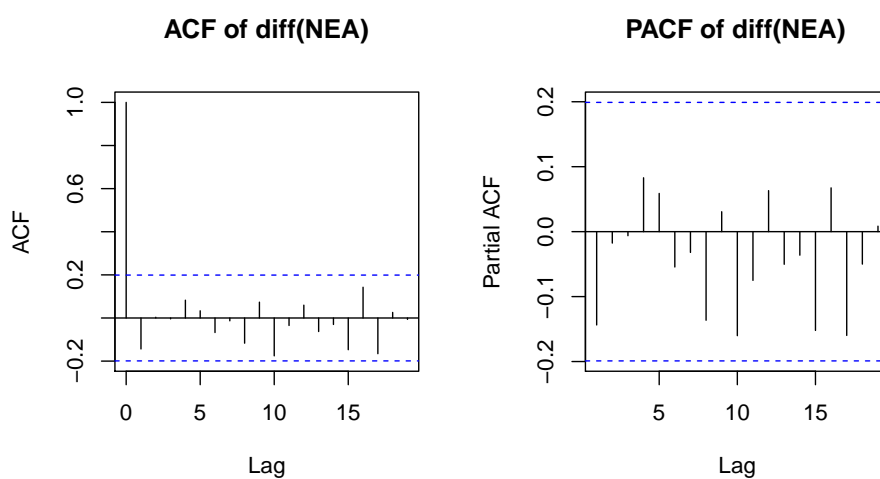 ACF of diff(NEA)
ACF
1.0
0.6
0.2
−0.2
0 5 10 15
Lag
PACF of diff(NEA)
Partial ACF
0.2
0.1
0.0
−0.1
−0.2
5 10 15
Lag